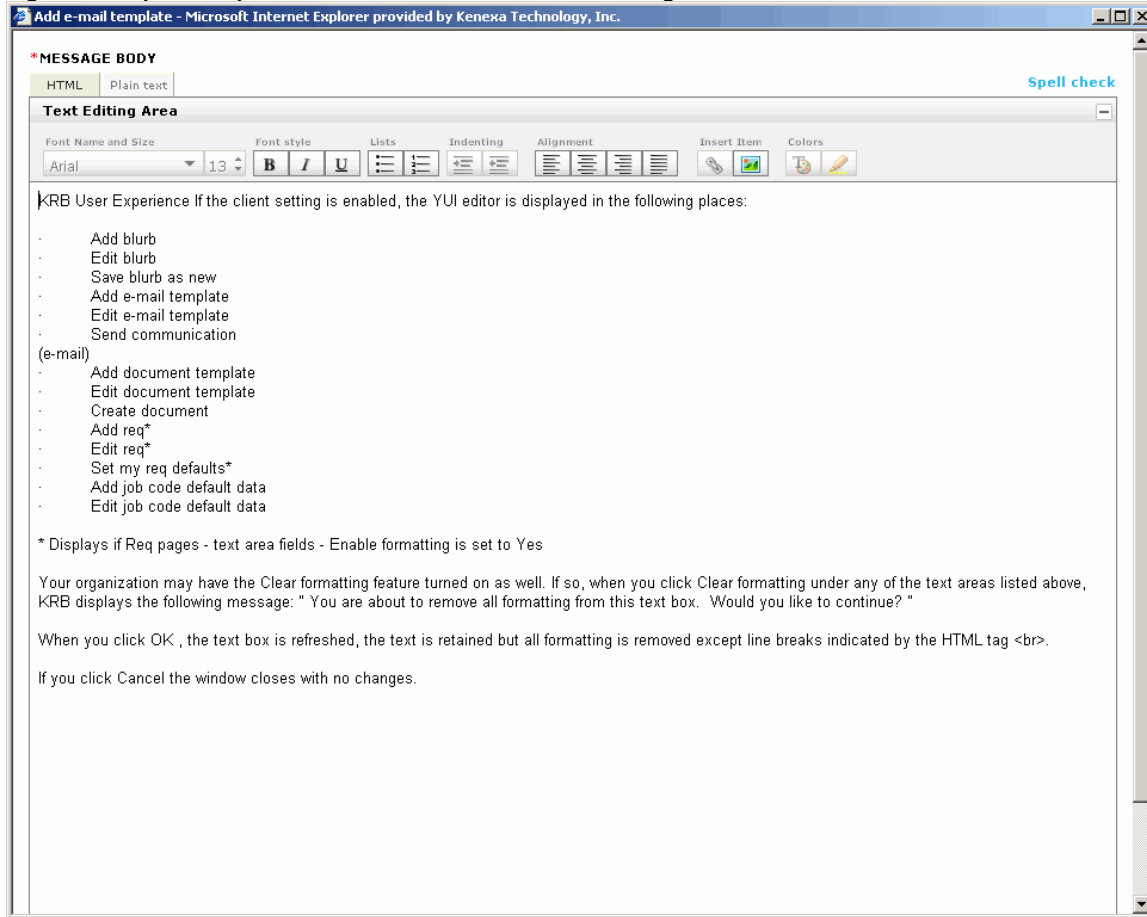 Add e-mail template - Microsoft Internet Explorer provided by Kenexa Technology, Inc.
*MESSAGE BODY
HTML Plain text Spell check
Text Editing Area
Font Name and Size Font style Lists Indenting Alignment Insert Item Colors
Arial 13 B I U
KRB User Experience If the client setting is enabled, the YUI editor is displayed in the following places:
· Add blurb
· Edit blurb
· Save blurb as new
· Add e-mail template
· Edit e-mail template
· Send communication
(e-mail)
· Add document template
· Edit document template
· Create document
· Add req*
· Edit req*
· Set my req defaults*
· Add job code default data
· Edit job code default data
* Displays if Req pages - text area fields - Enable formatting is set to Yes
Your organization may have the Clear formatting feature turned on as well. If so, when you click Clear formatting under any of the text areas listed above,
KRB displays the following message: " You are about to remove all formatting from this text box.  Would you like to continue? "
When you click OK , the text box is refreshed, the text is retained but all formatting is removed except line breaks indicated by the HTML tag <br>.
If you click Cancel the window closes with no changes.